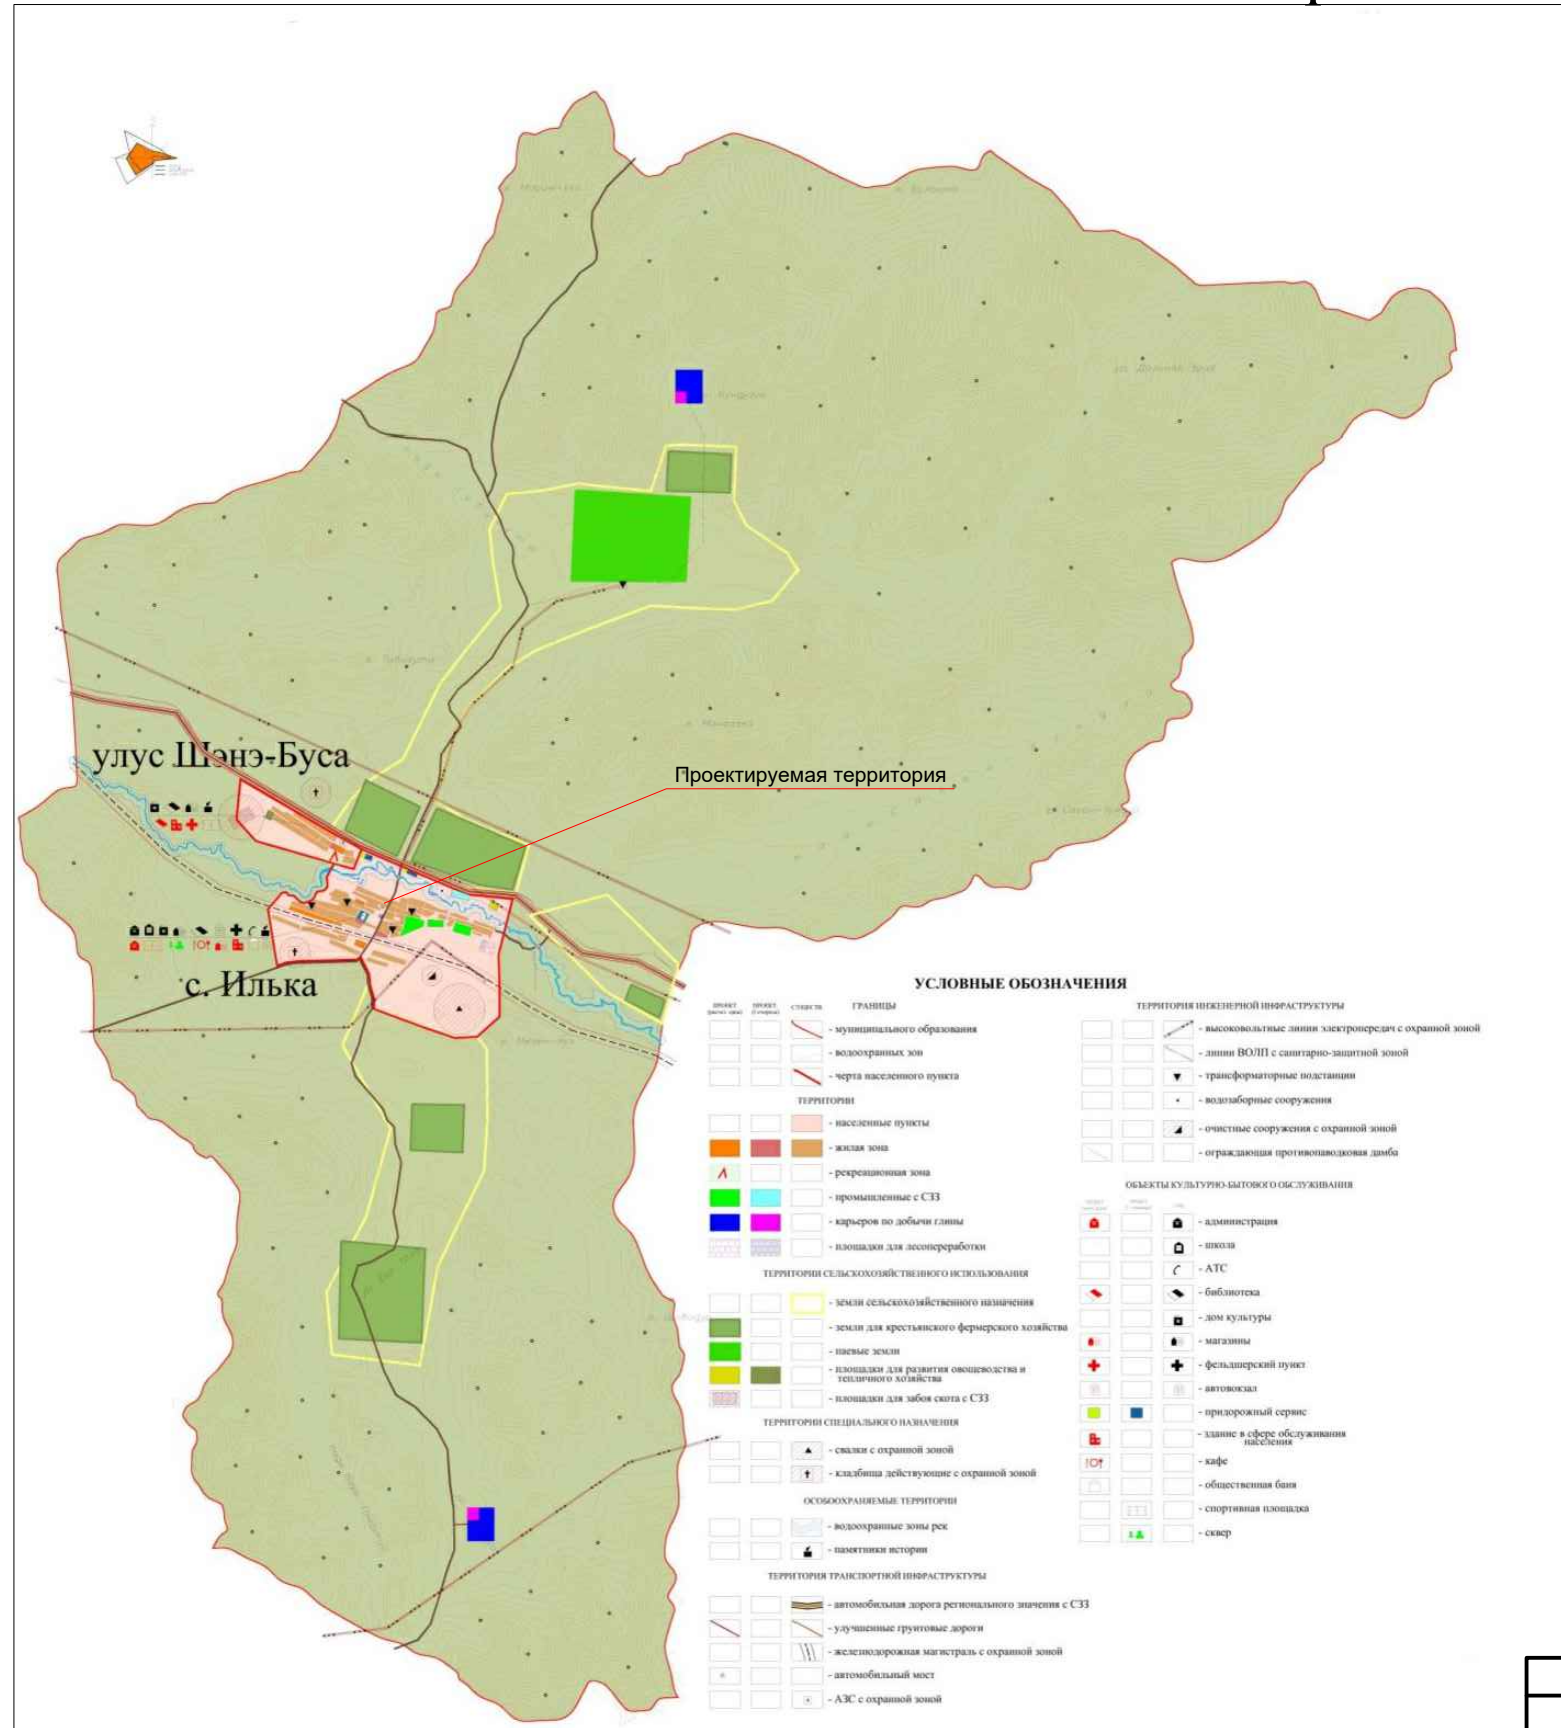 улус Шэнэ-Буса
Проектируемая территория
с. Илька
УСЛОВНЫЕ ОБОЗНАЧЕНИЯ
ГРАНИЦЫ
- муниципального образования
- водоохранных зон
- черта населенного пункта
ТЕРРИТОРИИ
- населенные пункты
- жилая зона
- рекреационная зона
- промышленные с СЗЗ
- карьеров по добычи глины
- площадки для лесопереработки
ТЕРРИТОРИИ СЕЛЬСКОХОЗЯЙСТВЕННОГО ИСПОЛЬЗОВАНИЯ
- земли сельскохозяйственного назначения
- земли для крестьянского фермерского хозяйства
- паевые земли
- площадки для развития овощеводства и
тепличного хозяйства
- площадки для забоя скота с СЗЗ
ТЕРРИТОРИИ СПЕЦИАЛЬНОГО НАЗНАЧЕНИЯ
- свалки с охранной зоной
- кладбища действующие с охранной зоной
ОСОБООХРАНЯЕМЫЕ ТЕРРИТОРИИ
- водоохранные зоны рек
- памятники истории
ТЕРРИТОРИЯ ТРАНСПОРТНОЙ ИНФРАСТРУКТУРЫ
- автомобильная дорога регионального значения с СЗЗ
- улучшенные грунтовые дороги
- железнодорожная магистраль с охранной зоной
- автомобильный мост
- АЗС с охранной зоной
ТЕРРИТОРИЯ ИНЖЕНЕРНОЙ ИНФРАСТРУКТУРЫ
- высоковольтные линии электропередач с охранной зоной
- линии ВОЛП с санитарно-защитной зоной
- трансформаторные подстанции
- водозаборные сооружения
- очистные сооружения с охранной зоной
- ограждающая противопаводковая дамба
ОБЪЕКТЫ КУЛЬТУРНО-БЫТОВОГО ОБСЛУЖИВАНИЯ
- администрация
- школа
- АТС
- библиотека
- дом культуры
- магазины
- фельдшерский пункт
- автовокзал
- придорожный сервис
- здание в сфере обслуживания
населения
- кафе
- общественная баня
- спортивная площадка
- сквер